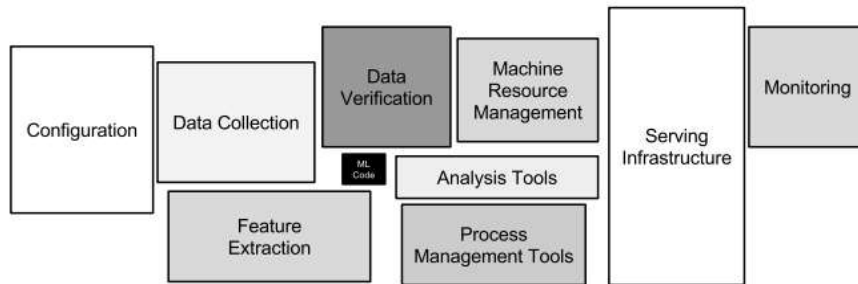 Configuration
Data Collection
Data
Verification
Machine
Resource
Management
Monitoring
Serving
Infrastructure
ML
Code
Analysis Tools
Feature
Extraction
Process
Management Tools